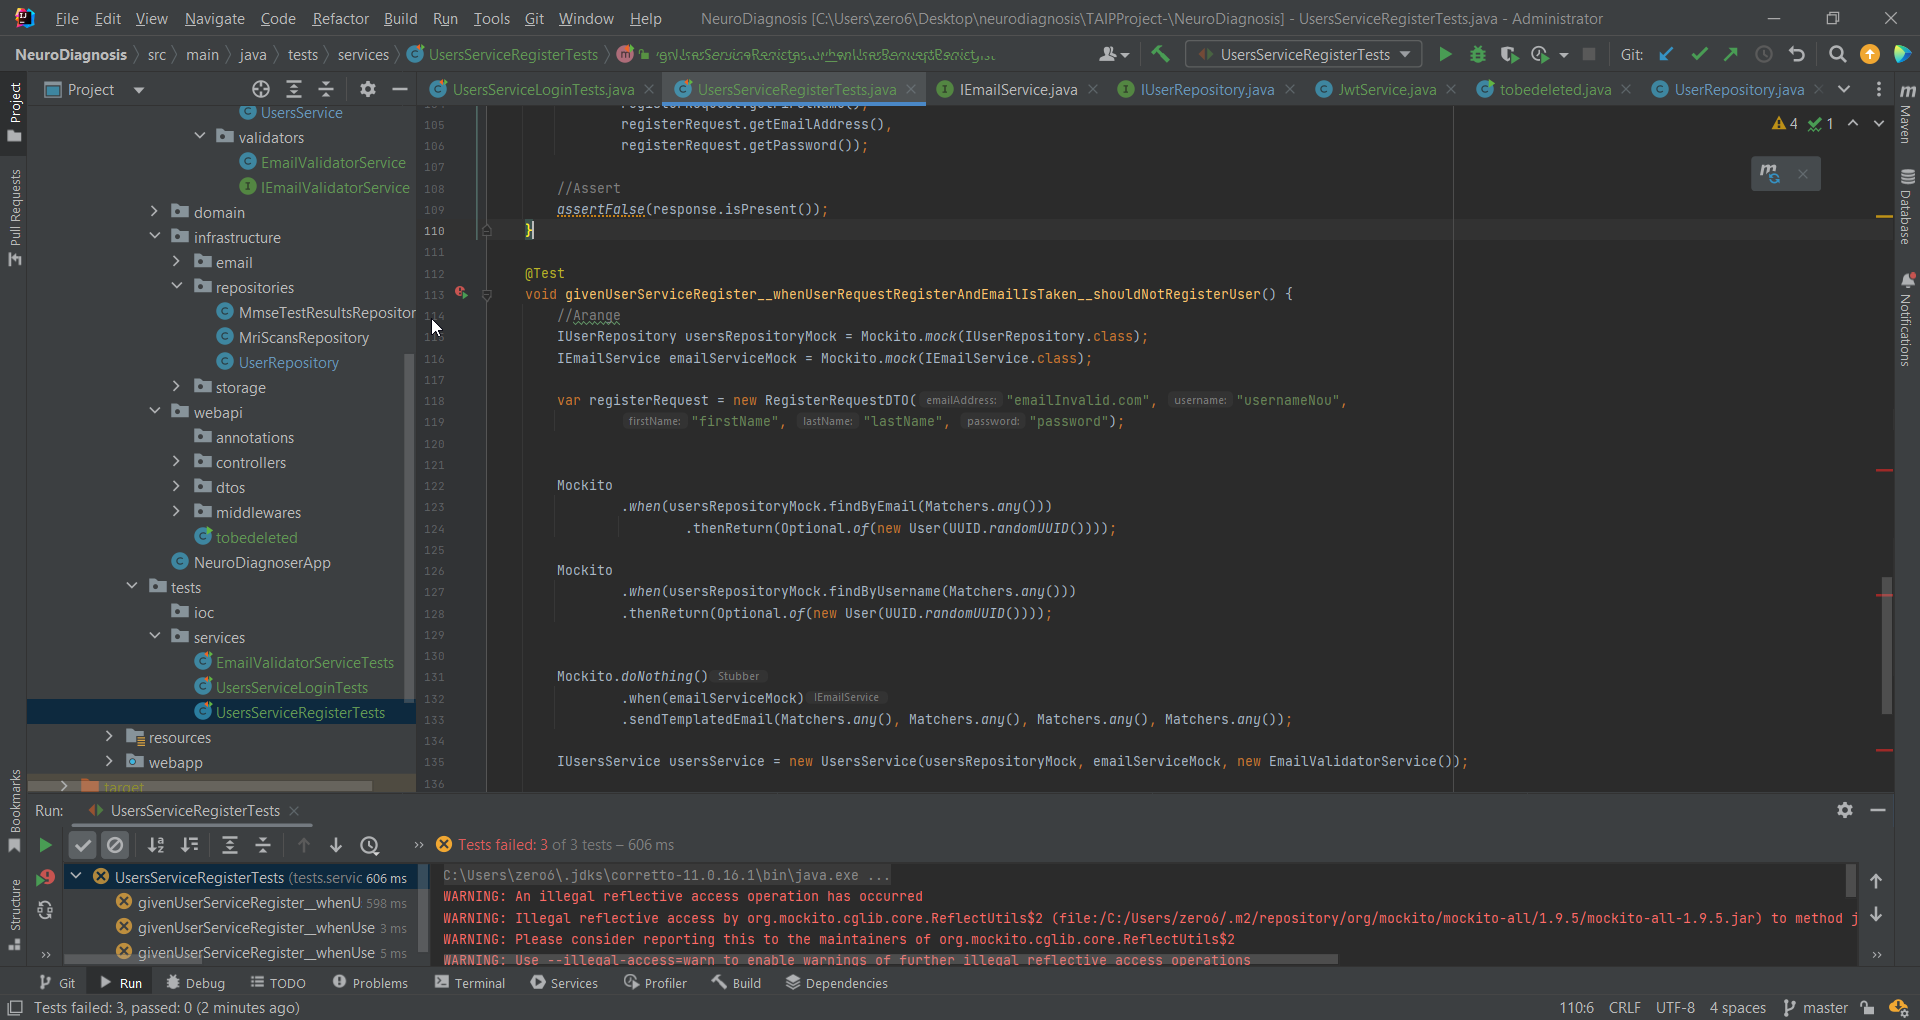 File Edit View Navigate Code Refactor Build Run Tools Git Window Help NeuroDiagnosis [C:\Users\zero6\Desktop\neurodiagnosis\TAIPProject-\NeuroDiagnosis] - UsersServiceRegisterTests.java - Administrator
NeuroDiagnosis src main java tests services UsersServiceRegisterTests
UsersServiceRegisterTests Git:
Project
UsersServiceLoginTests.java UsersServiceRegisterTests.java IEmailService.java IUserRepository.java JwtService.java tobedeleted.java UserRepository.java
Project
Pull Requests
Bookmarks
Structure
Maven
Database
Notifications
UsersService
validators
EmailValidatorService
IEmailValidatorService
domain
infrastructure
email
repositories
MmseTestResultsRepositor
MriScansRepository
UserRepository
storage
webapi
annotations
controllers
dtos
middlewares
tobedeleted
NeuroDiagnoserApp
tests
ioc
services
EmailValidatorServiceTests
UsersServiceLoginTests
UsersServiceRegisterTests
resources
webapp
target
4 1
105 registerRequest.getEmailAddress(),
106 registerRequest.getPassword());
107
108 //Assert
109 assertFalse(response.isPresent());
110 }
111
112 @Test
113 void givenUserServiceRegister__whenUserRequestRegisterAndEmailIsTaken__shouldNotRegisterUser() {
114 //Arange
115 IUserRepository usersRepositoryMock = Mockito.mock(IUserRepository.class);
116 IEmailService emailServiceMock = Mockito.mock(IEmailService.class);
117
118 var registerRequest = new RegisterRequestDTO( emailAddress: "emailInvalid.com", username: "usernameNou",
119 firstName: "firstName", lastName: "lastName", password: "password");
120
121
122 Mockito
123 .when(usersRepositoryMock.findByEmail(Matchers.any()))
124 .thenReturn(Optional.of(new User(UUID.randomUUID())));
125
126 Mockito
127 .when(usersRepositoryMock.findByUsername(Matchers.any()))
128 .thenReturn(Optional.of(new User(UUID.randomUUID())));
129
130
131 Mockito.doNothing() Stubber
132 .when(emailServiceMock) IEmailService
133 .sendTemplatedEmail(Matchers.any(), Matchers.any(), Matchers.any(), Matchers.any());
134
135 IUsersService usersService = new UsersService(usersRepositoryMock, emailServiceMock, new EmailValidatorService());
136
Run: UsersServiceRegisterTests
Tests failed: 3 of 3 tests – 606 ms
UsersServiceRegisterTests (tests.servic 606 ms
givenUserServiceRegister__whenU 598 ms
givenUserServiceRegister__whenUse 3 ms
givenUserServiceRegister__whenUse 5 ms
C:\Users\zero6\.jdks\corretto-11.0.16.1\bin\java.exe ...
WARNING: An illegal reflective access operation has occurred
WARNING: Illegal reflective access by org.mockito.cglib.core.ReflectUtils$2 (file:/C:/Users/zero6/.m2/repository/org/mockito/mockito-all/1.9.5/mockito-all-1.9.5.jar) to method j
WARNING: Please consider reporting this to the maintainers of org.mockito.cglib.core.ReflectUtils$2
WARNING: Use --illegal-access=warn to enable warnings of further illegal reflective access operations
Git Run Debug TODO Problems Terminal Services Profiler Build Dependencies
Tests failed: 3, passed: 0 (2 minutes ago) 110:6 CRLF UTF-8 4 spaces master